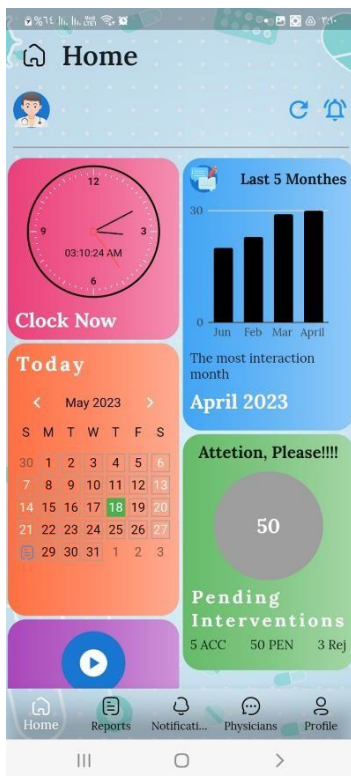 %٦٤
٣:١٠
Home
12
9
3
03:10:24 AM
6
Clock Now
Last 5 Monthes
30
0
Jun Feb Mar April
The most interaction
month
April 2023
Today
May 2023
S M T W T F S
30 1 2 3 4 5 6
7 8 9 10 11 12 13
14 15 16 17 18 19 20
21 22 23 24 25 26 27
29 30 31 1 2 3
Attetion, Please!!!!
50
Pending
Interventions
5 ACC 50 PEN 3 Rej
Home Reports Notificati... Physicians Profile